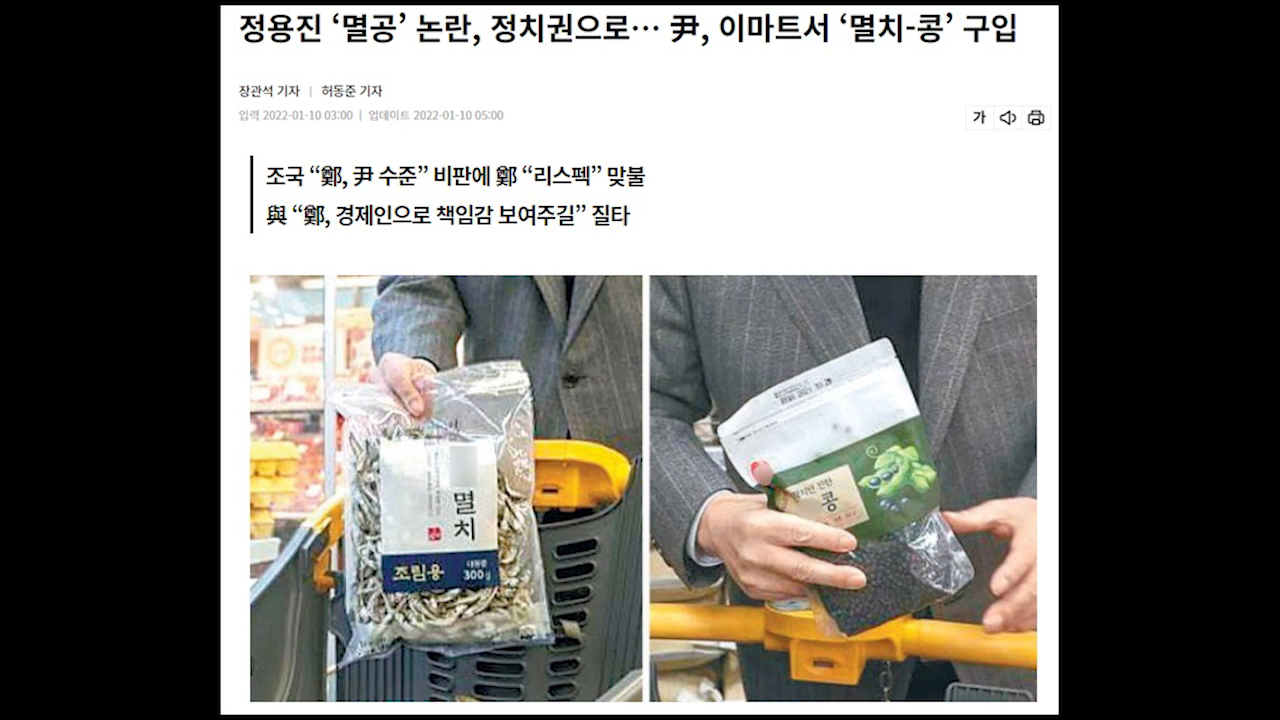 정용진 ‘멸공’ 논란, 정치권으로… 尹, 이마트서 ‘멸치-콩’ 구입
장관석 기자 | 허동준 기자
입력 2022-01-10 03:00 | 업데이트 2022-01-10 05:00
가
조국 “鄭, 尹 수준” 비판에 鄭 “리스펙” 맞불
與 “鄭, 경제인으로 책임감 보여주길” 질타
멸치
조림용
내용량
300g
콩